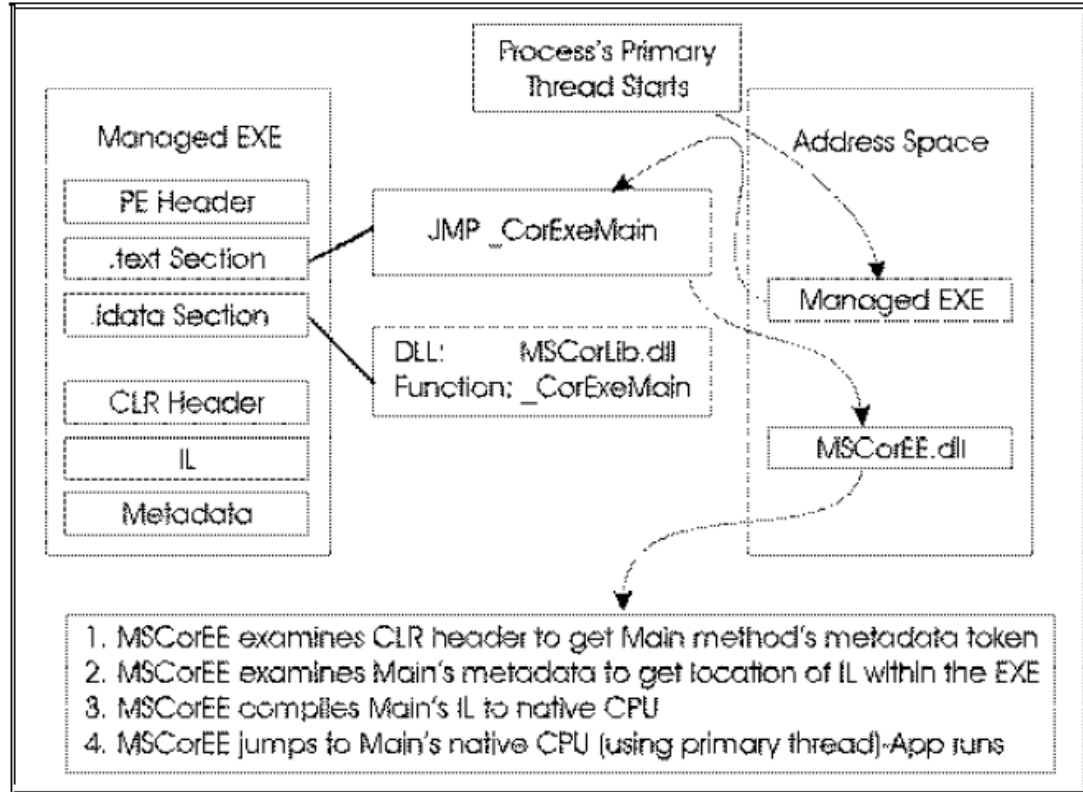 Process's Primary
Thread Starts
Managed EXE
PE Header
.text Section
.idata Section
CLR Header
IL
Metadata
JMP _CorExeMain
DLL: MSCorLib.dll
Function: _CorExeMain
Address Space
Managed EXE
MSCorEE.dll
1. MSCorEE examines CLR header to get Main method's metadata token
2. MSCorEE examines Main's metadata to get location of IL within the EXE
3. MSCorEE compiles Main's IL to native CPU
4. MSCorEE jumps to Main's native CPU (using primary thread)-App runs